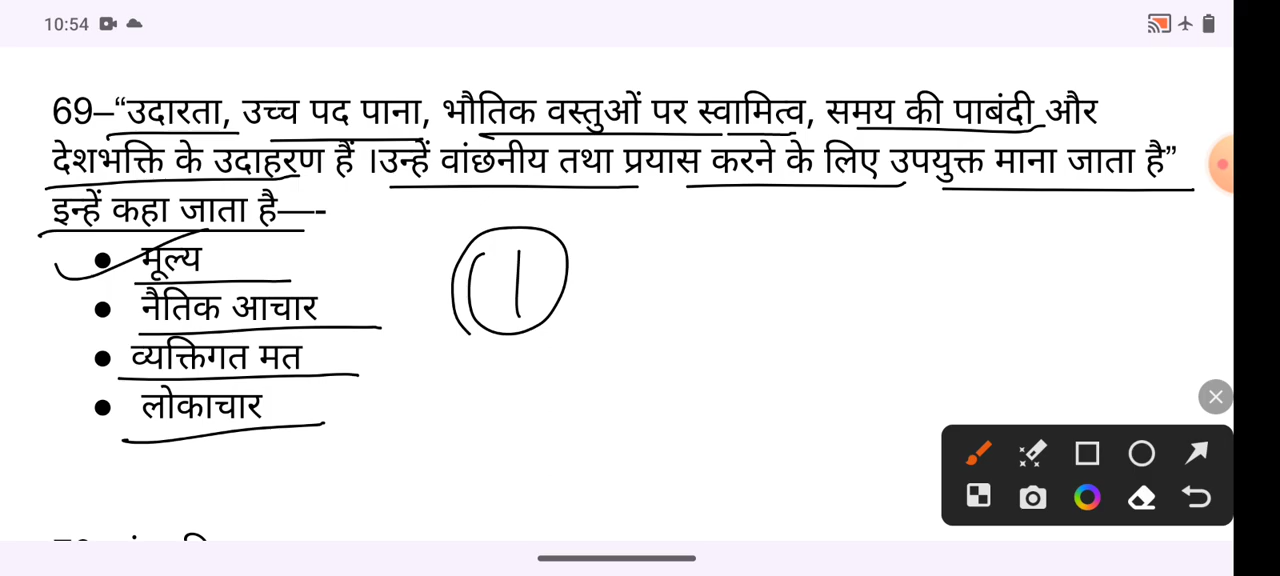 10:54
69–“उदारता, उच्च पद पाना, भौतिक वस्तुओं पर स्वामित्व, समय की पाबंदी और
देशभक्ति के उदाहरण हैं ।उन्हें वांछनीय तथा प्रयास करने के लिए उपयुक्त माना जाता है”
इन्हें कहा जाता है—-
● मूल्य
● नैतिक आचार
● व्यक्तिगत मत
● लोकाचार
1